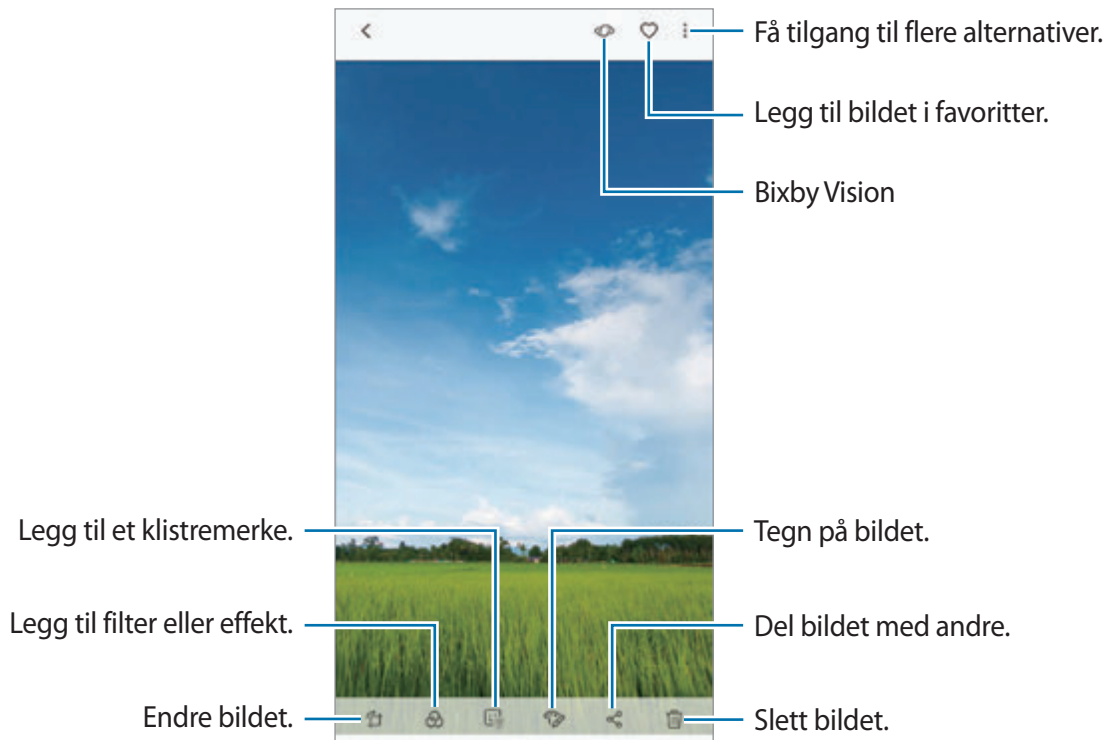 Få tilgang til flere alternativer.
Legg til bildet i favoritter.
Bixby Vision
Legg til et klistremerke.
Tegn på bildet.
Legg til filter eller effekt.
Del bildet med andre.
Endre bildet.
Slett bildet.